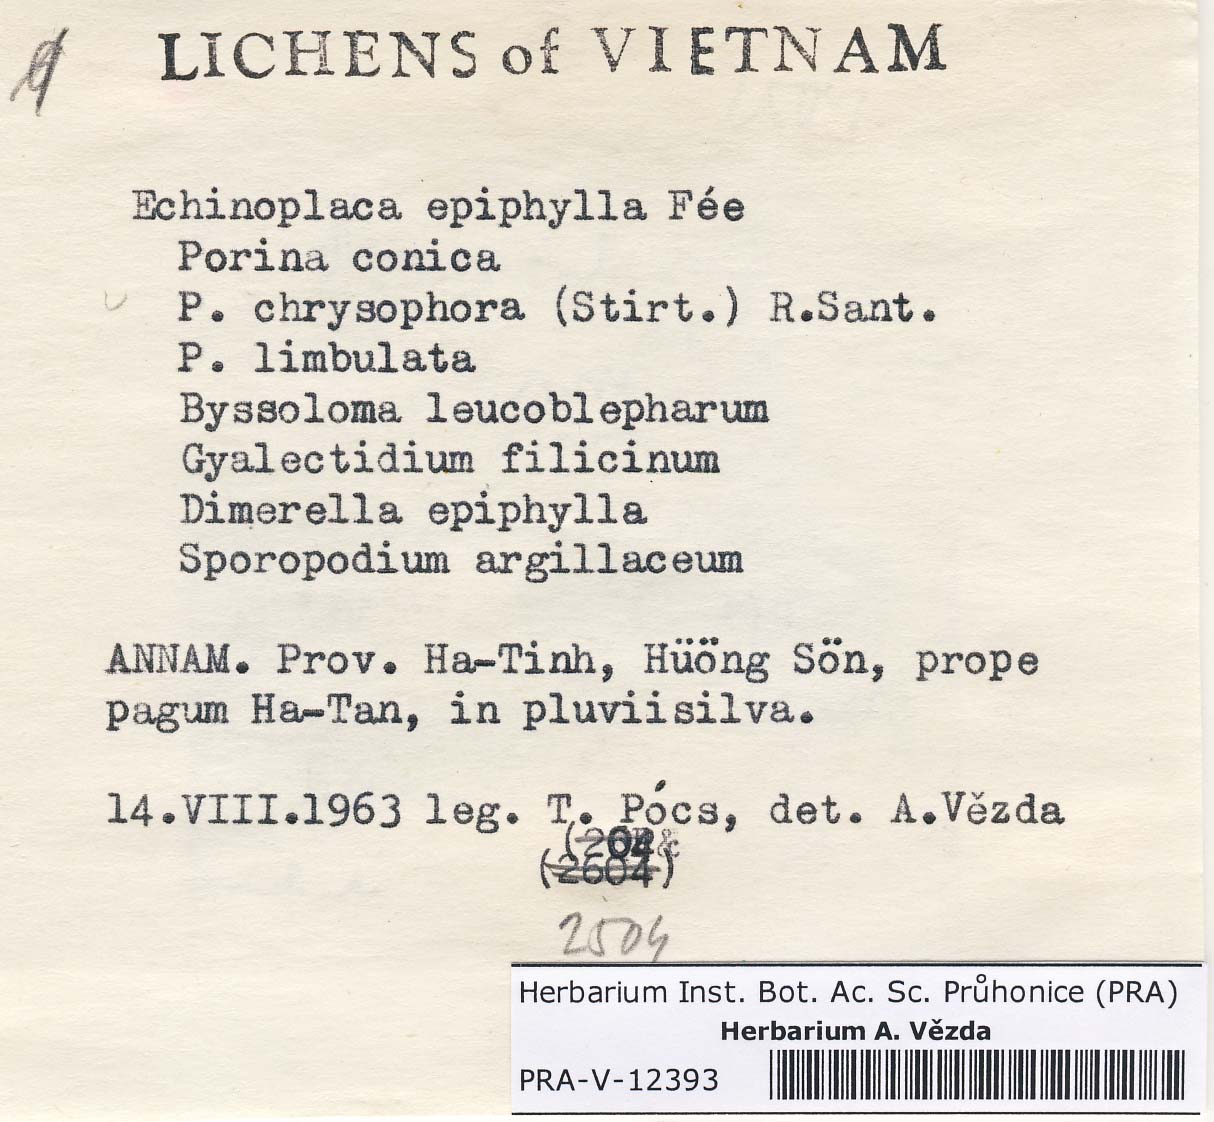 LICHENS of VIETNAM
Echinoplaca epiphylla Fée
Porina conica
P. chrysophora (Stirt.) R.Sant.
P. limbulata
Byssoloma leucoblepharum
Gyalectidium filicinum
Dimerella epiphylla
Sporopodium argillaceum
ANNAM. Prov. Ha-Tinh, Hüöng Sön, prope
pagum Ha-Tan, in pluviisilva.
14.VIII.1963 leg. T. Pócs, det. A.Vězda
(2604)
2504
Herbarium Inst. Bot. Ac. Sc. Průhonice (PRA)
Herbarium A. Vězda
PRA-V-12393